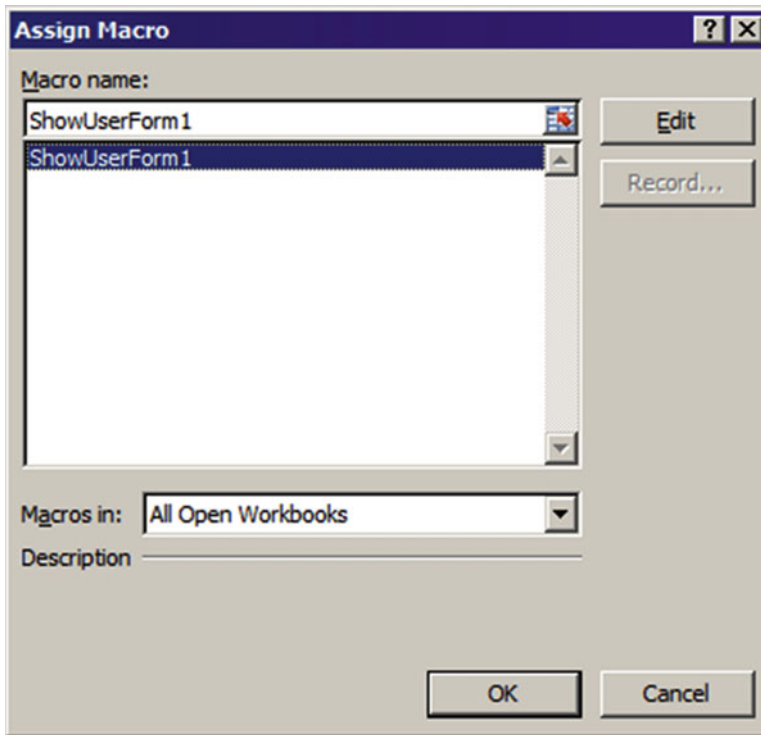 Assign Macro
Macro name:
ShowUserForm1
Edit
ShowUserForm1
Record...
Macros in:
All Open Workbooks
Description
OK
Cancel